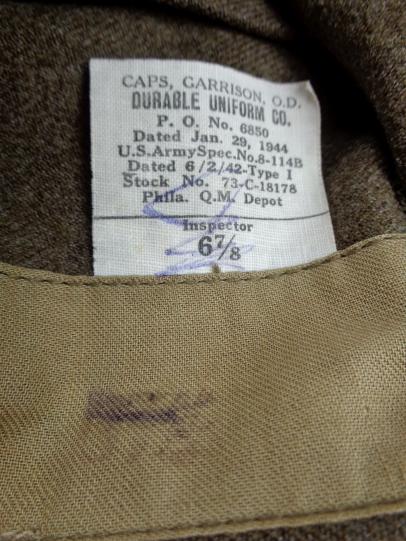 CAPS, GARRISON, O.D.
DURABLE UNIFORM CO.
P. O. No. 6850
Dated Jan. 29, 1944
U.S.ArmySpec.No.8-114B
Dated 6/2/42-Type I
Stock No. 73-C-18178
Phila. Q.M. Depot
Inspector
6⅞